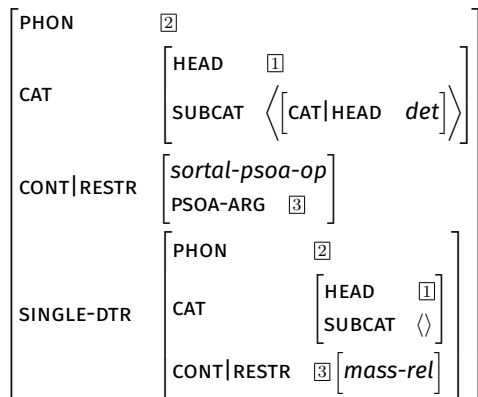 PHON 2
CAT HEAD 1
SUBCAT ⟨[CAT|HEAD det]⟩
CONT|RESTR sortal-psoa-op
PSOA-ARG 3
SINGLE-DTR PHON 2
CAT HEAD 1
SUBCAT ⟨⟩
CONT|RESTR 3 [mass-rel]